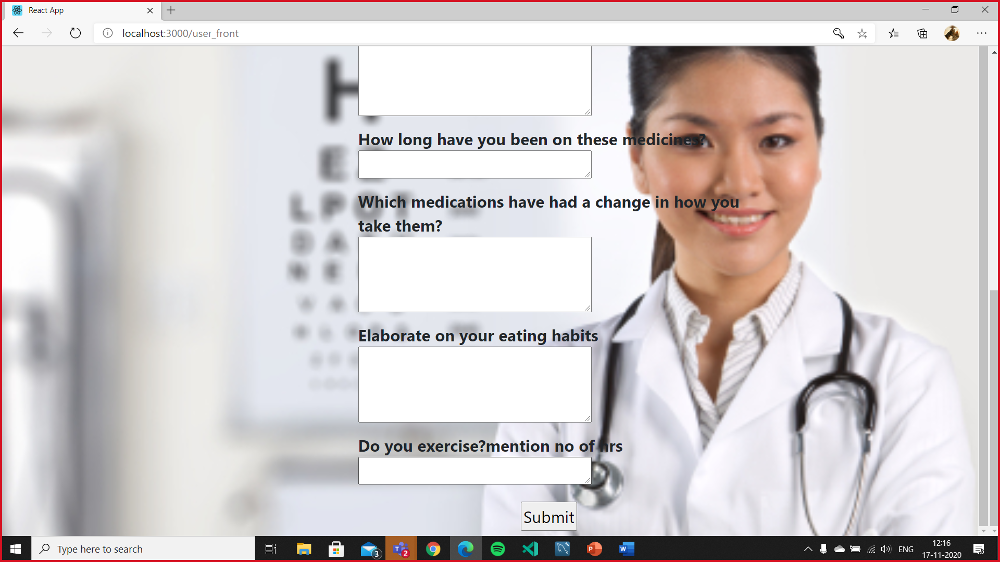 React App
localhost:3000/user_front
H
How long have you been on these medicines?
E
Which medications have had a change in how you
take them?
L P O T
D A
N E
Elaborate on your eating habits
Do you exercise?mention no of hrs
Submit
Type here to search
3
2
ENG
12:16
17-11-2020